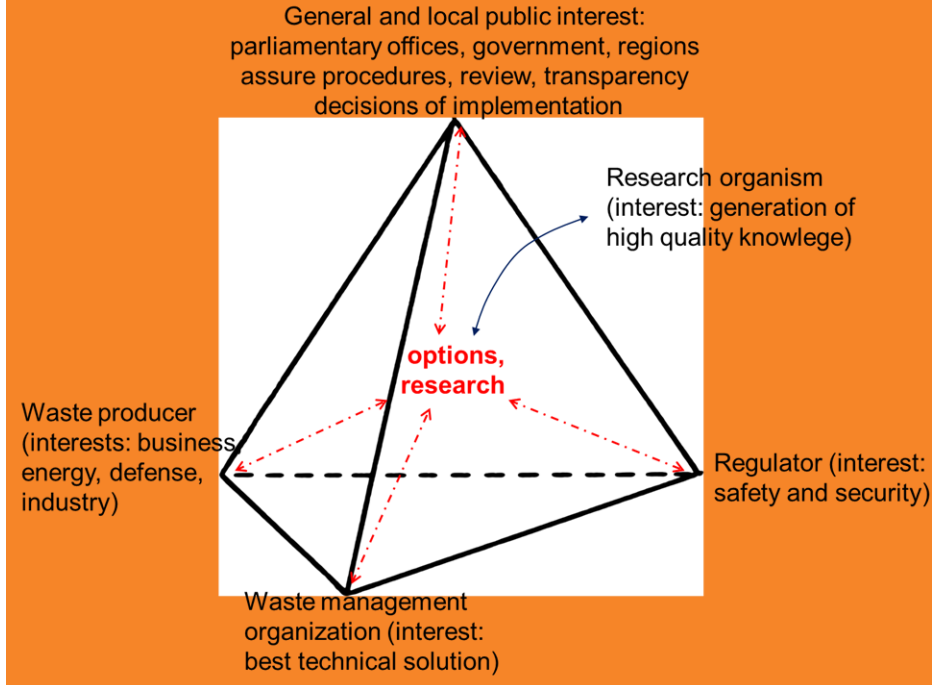 General and local public interest:
parliamentary offices, government, regions
assure procedures, review, transparency
decisions of implementation
Research organism
(interest: generation of
high quality knowlege)
options,
research
Waste producer
(interests: business,
energy, defense,
industry)
Regulator (interest:
safety and security)
Waste management
organization (interest:
best technical solution)